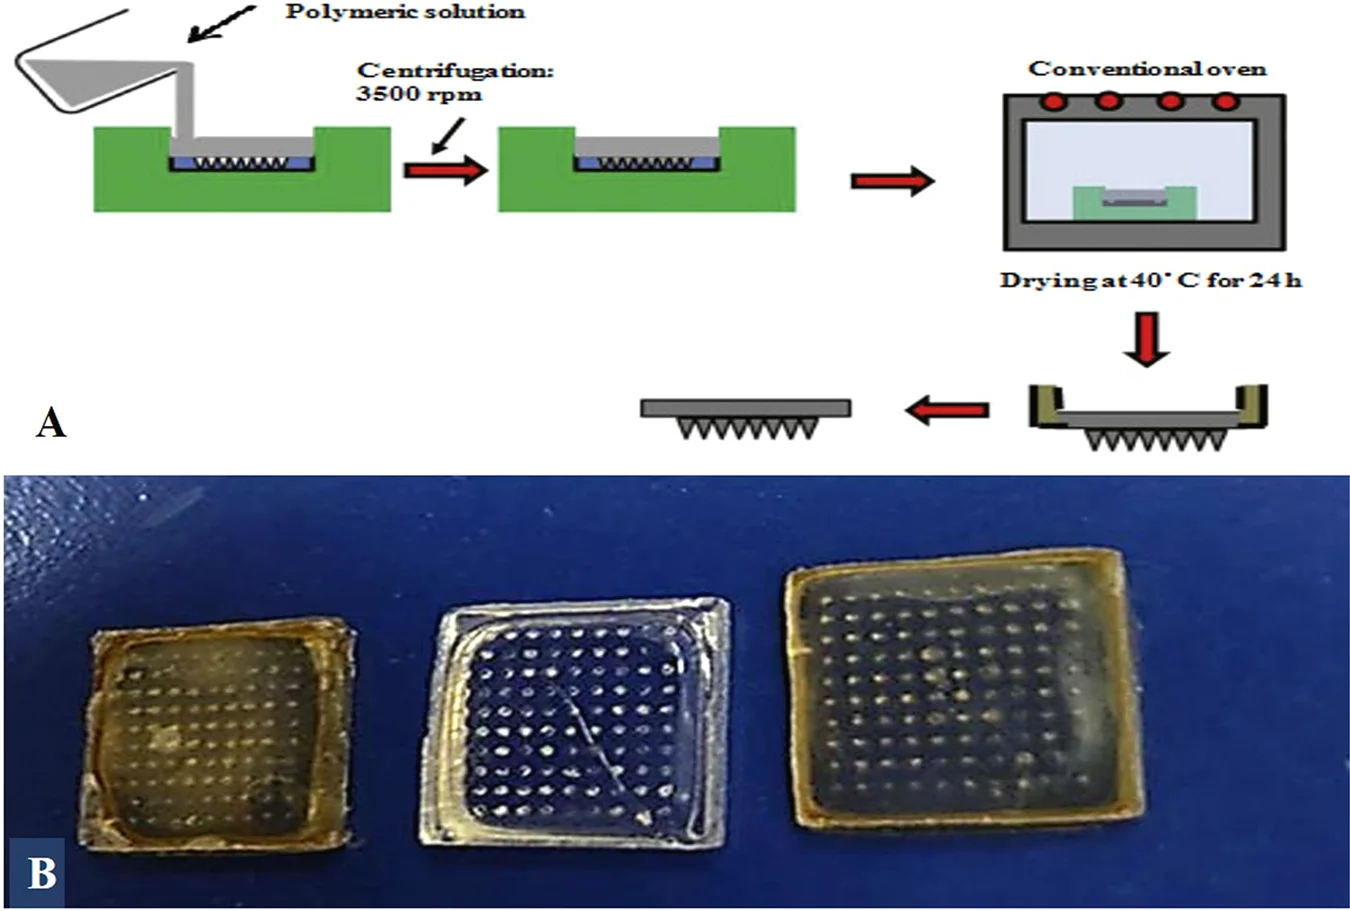 Polymeric solution
Centrifugation:
3500 rpm
Conventional oven
Drying at 40° C for 24 h
A
B